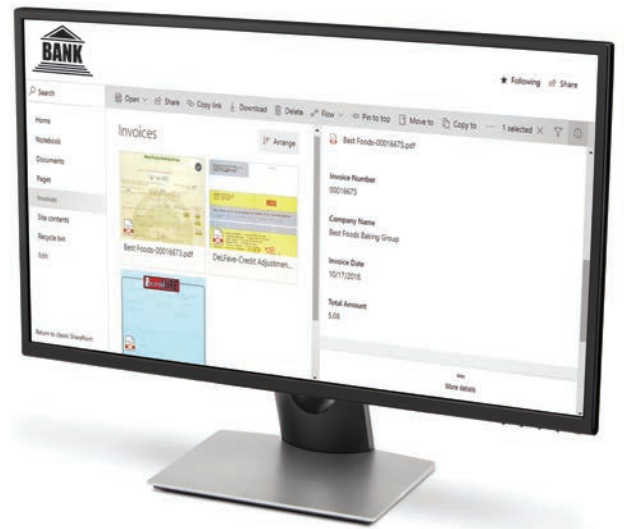 BANK
Following Share
Search
Open Share Copy link Download Delete Flow Pin to top Move to Copy to ... 1 selected
Home
Notebook
Documents
Pages
Invoices
Site contents
Recycle bin
Edit
Return to classic SharePoint
Invoices
Arrange
Best Foods-00016673.pdf
DeLFave-Credit Adjustmen...
Best Foods-00016673.pdf
Invoice Number
00016673
Company Name
Best Foods Baking Group
Invoice Date
10/17/2016
Total Amount
5.08
More details